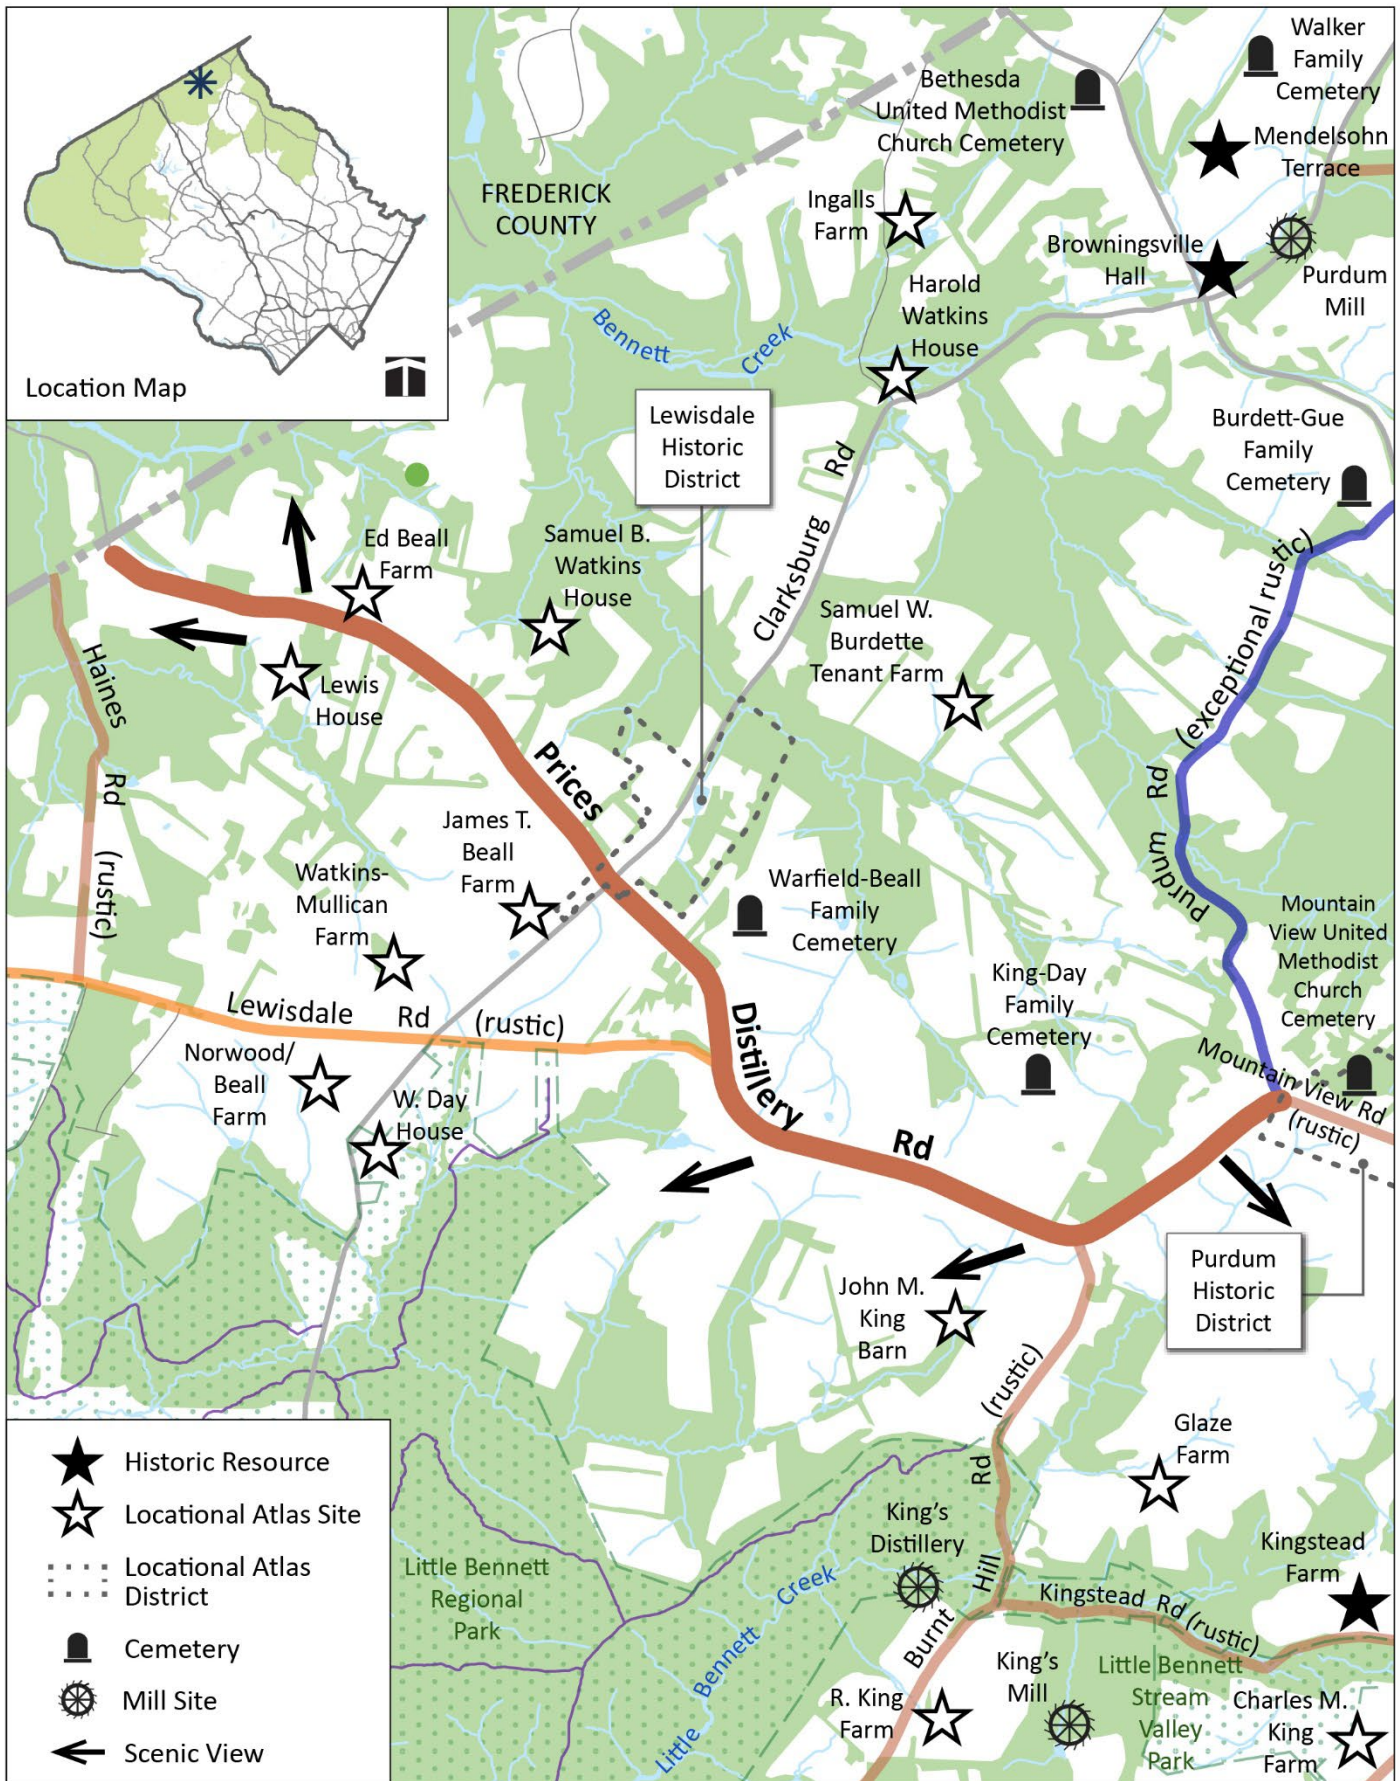 Location Map
FREDERICK
COUNTY
Bethesda
United Methodist
Church Cemetery
Walker
Family
Cemetery
Mendelsohn
Terrace
Ingalls
Farm
Browningsville
Hall
Purdum
Mill
Harold
Watkins
House
Bennett
Creek
Lewisdale
Historic
District
Burdett-Gue
Family
Cemetery
Clarksburg Rd
Ed Beall
Farm
Samuel B.
Watkins
House
Samuel W.
Burdette
Tenant Farm
Lewis
House
Haines Rd (rustic)
Prices Distillery Rd
Purdum Rd (exceptional rustic)
James T.
Beall
Farm
Watkins-
Mullican
Farm
Warfield-Beall
Family
Cemetery
King-Day
Family
Cemetery
Mountain
View United
Methodist
Church
Cemetery
Lewisdale Rd (rustic)
Norwood/
Beall
Farm
W. Day
House
Mountain View Rd
(rustic)
Purdum
Historic
District
John M.
King
Barn
Burnt Hill Rd (rustic)
Glaze
Farm
King's
Distillery
Kingstead
Farm
Kingstead Rd (rustic)
Little Bennett
Regional
Park
Little Bennett Creek
King's
Mill
R. King
Farm
Little Bennett
Stream
Valley
Park
Charles M.
King
Farm
Historic Resource
Locational Atlas Site
Locational Atlas
District
Cemetery
Mill Site
Scenic View